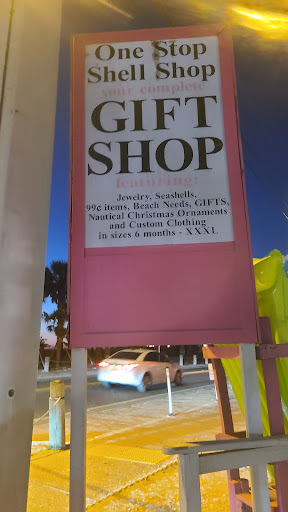 One Stop
Shell Shop
your complete
GIFT
SHOP
featuring:
Jewelry, Seashells,
99¢ items, Beach Needs, GIFTS,
Nautical Christmas Ornaments
and Custom Clothing
in sizes 6 months - XXXL